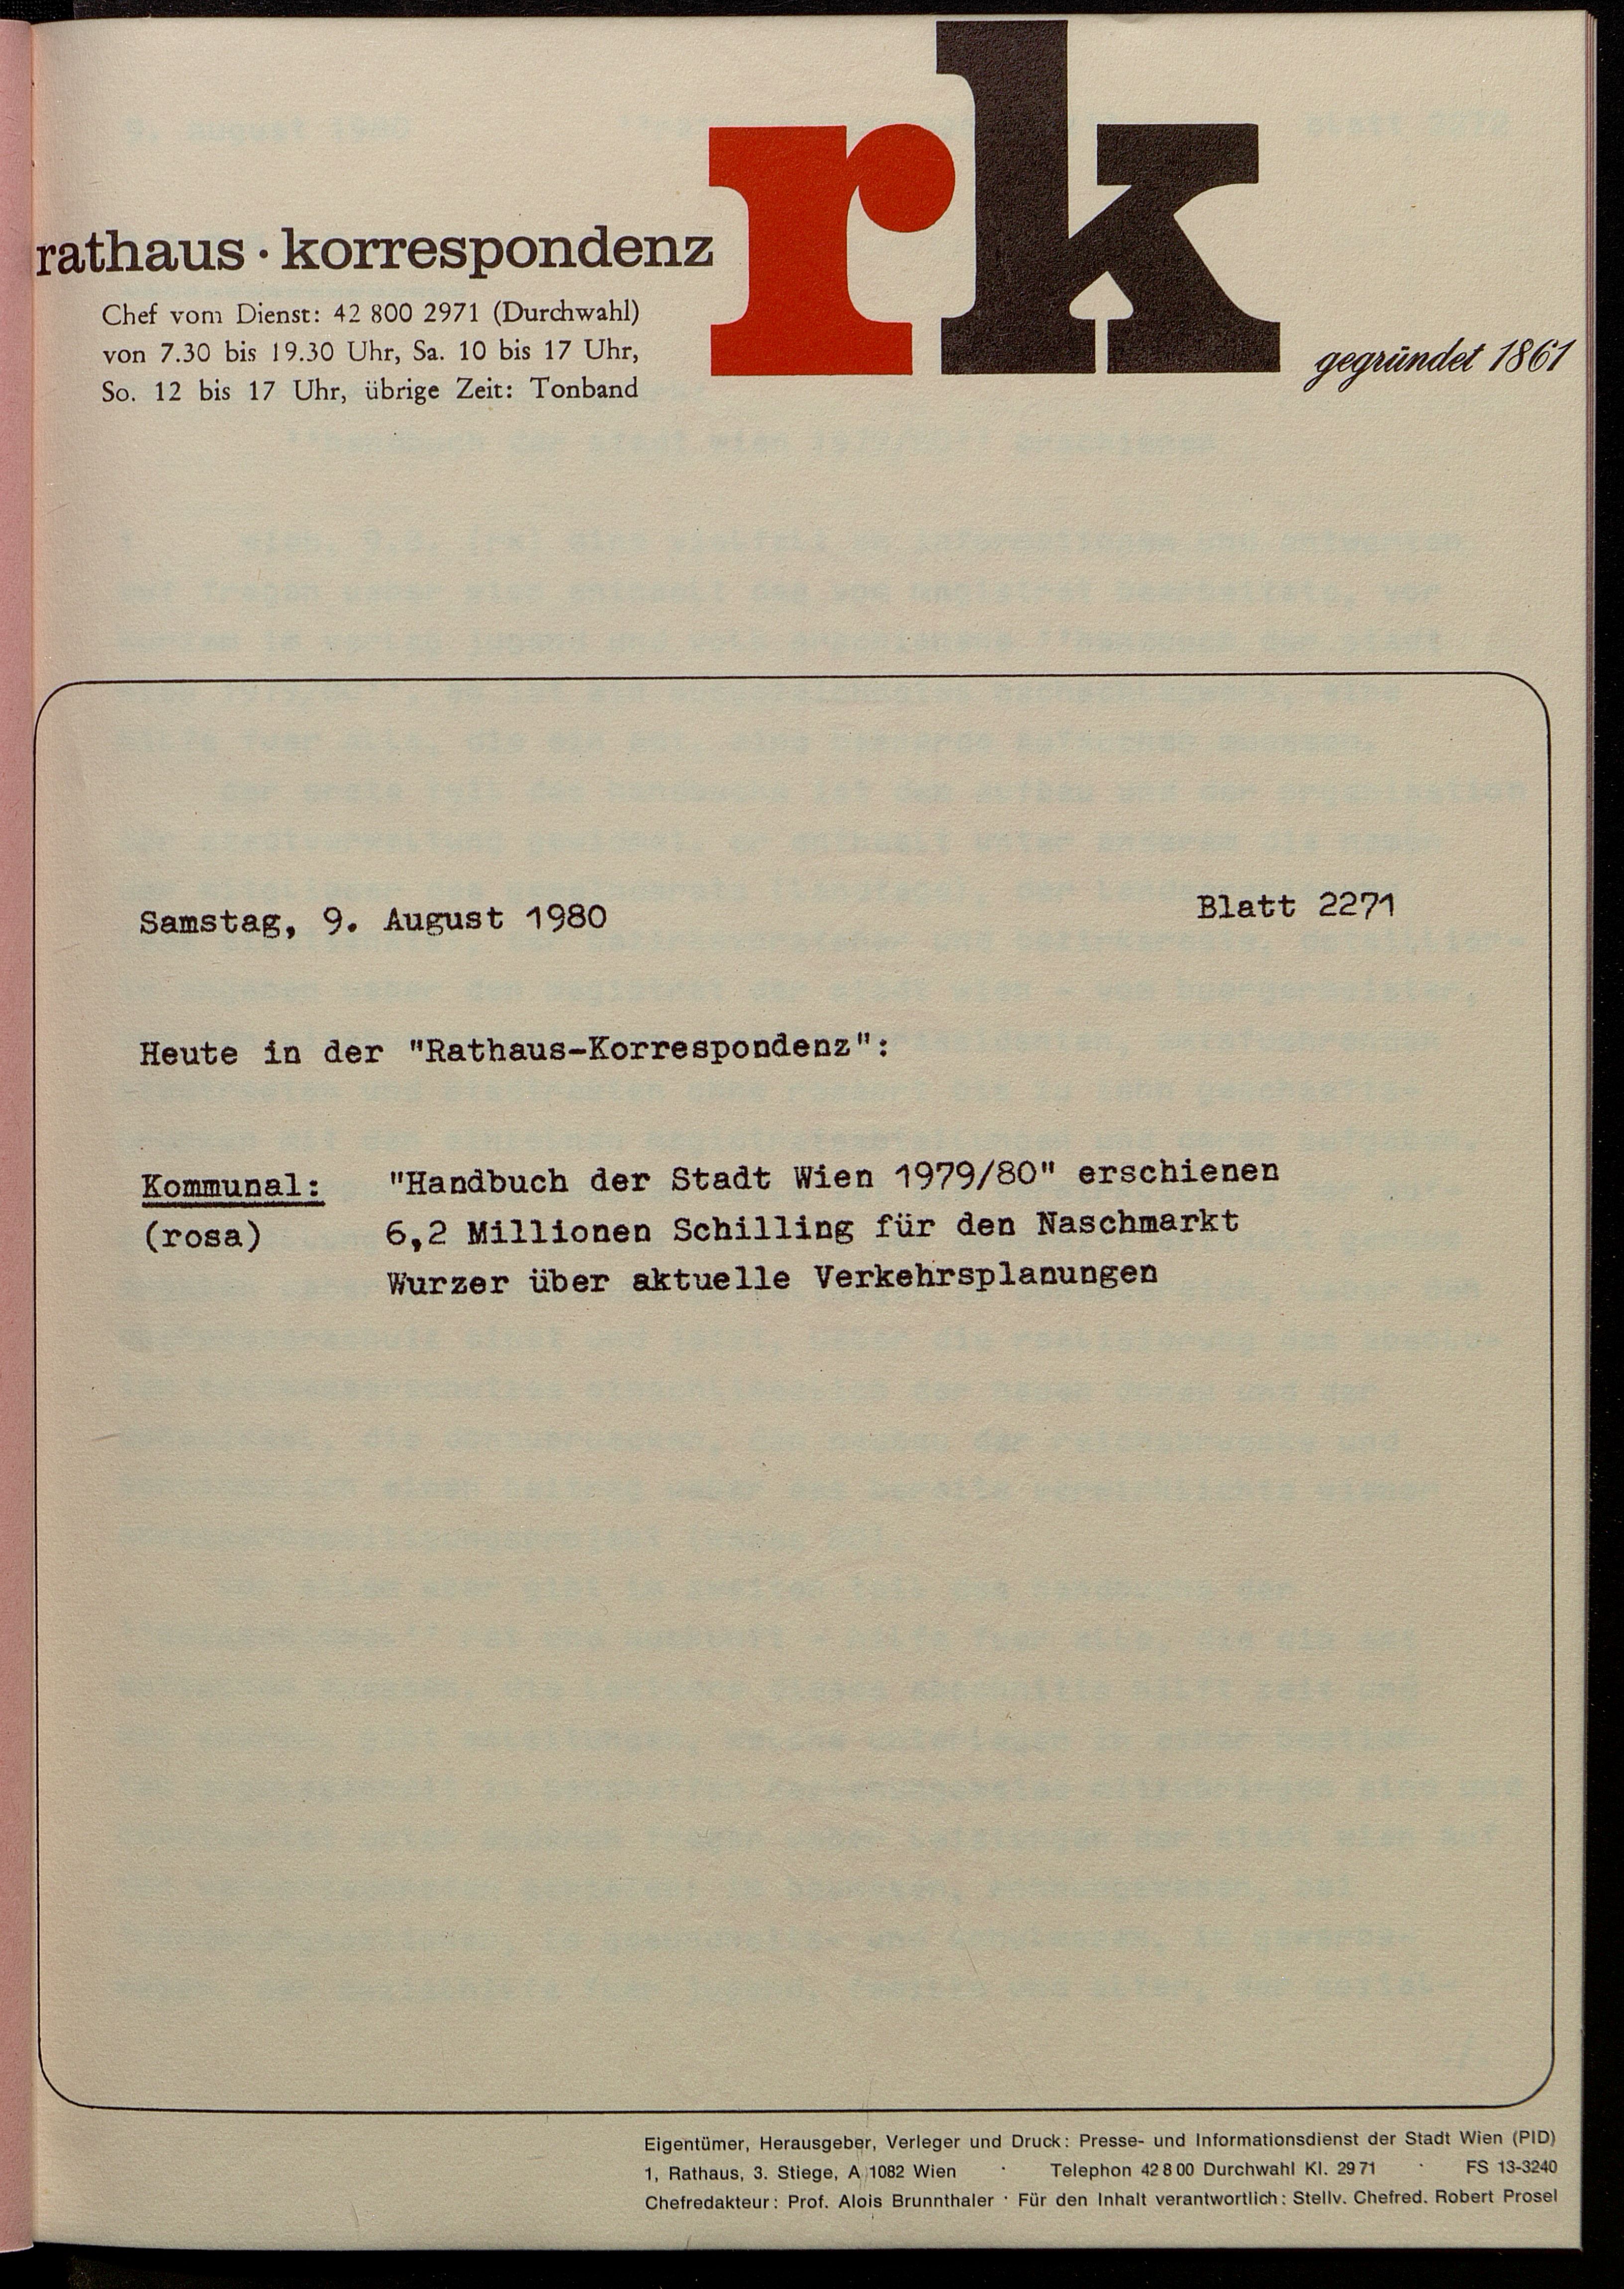 rk
rathaus · korrespondenz
Chef vom Dienst: 42 800 2971 (Durchwahl)
von 7.30 bis 19.30 Uhr, Sa. 10 bis 17 Uhr,
So. 12 bis 17 Uhr, übrige Zeit: Tonband
gegründet 1861
Samstag, 9. August 1980 Blatt 2271
Heute in der "Rathaus-Korrespondenz":
Kommunal: "Handbuch der Stadt Wien 1979/80" erschienen
(rosa) 6,2 Millionen Schilling für den Naschmarkt
Wurzer über aktuelle Verkehrsplanungen
Eigentümer, Herausgeber, Verleger und Druck: Presse- und Informationsdienst der Stadt Wien (PID)
1, Rathaus, 3. Stiege, A 1082 Wien · Telephon 42 8 00 Durchwahl Kl. 29 71 · FS 13-3240
Chefredakteur: Prof. Alois Brunnthaler · Für den Inhalt verantwortlich: Stellv. Chefred. Robert Prosel